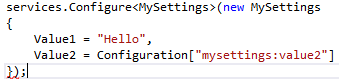 services.Configure<MySettings>(new MySettings
{
    Value1 = "Hello",
    Value2 = Configuration["mysettings:value2"]
});